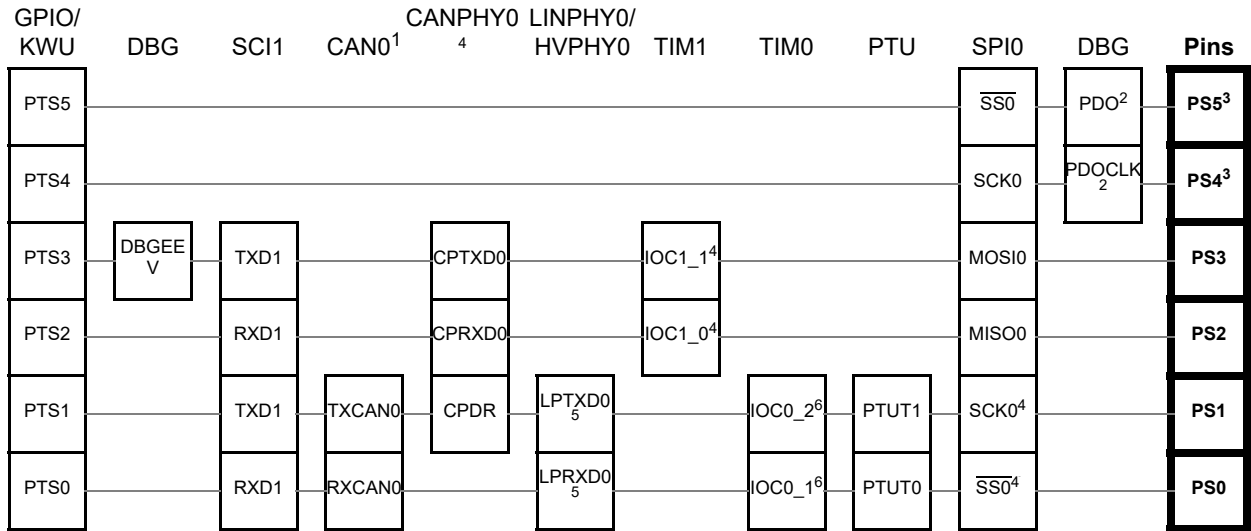 GPIO/ CANPHY0 LINPHY0/
KWU DBG SCI1 CAN01 4 HVPHY0 TIM1 TIM0 PTU SPI0 DBG Pins
PTS5 SS0 PDO2 PS53
PTS4 SCK0 PDOCLK PS43
2
PTS3 DBGEE TXD1 CPTXD0 IOC1_14 MOSI0 PS3
V
PTS2 RXD1 CPRXD0 IOC1_04 MISO0 PS2
PTS1 TXD1 TXCAN0 CPDR LPTXD0 IOC0_26 PTUT1 SCK04 PS1
5
PTS0 RXD1 RXCAN0 LPRXD0 IOC0_16 PTUT0 SS04 PS0
5